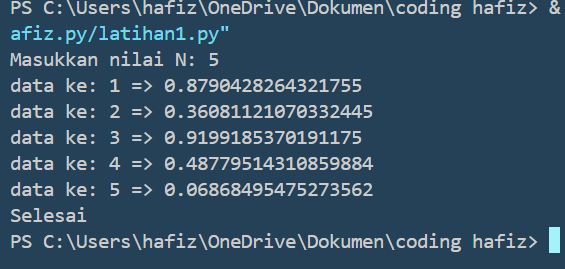 PS C:\Users\hafiz\OneDrive\Dokumen\coding hafiz> &
afiz.py/latihan1.py"
Masukkan nilai N: 5
data ke: 1 => 0.8790428264321755
data ke: 2 => 0.36081121070332445
data ke: 3 => 0.9199185370191175
data ke: 4 => 0.48779514310859884
data ke: 5 => 0.06868495475273562
Selesai
PS C:\Users\hafiz\OneDrive\Dokumen\coding hafiz>